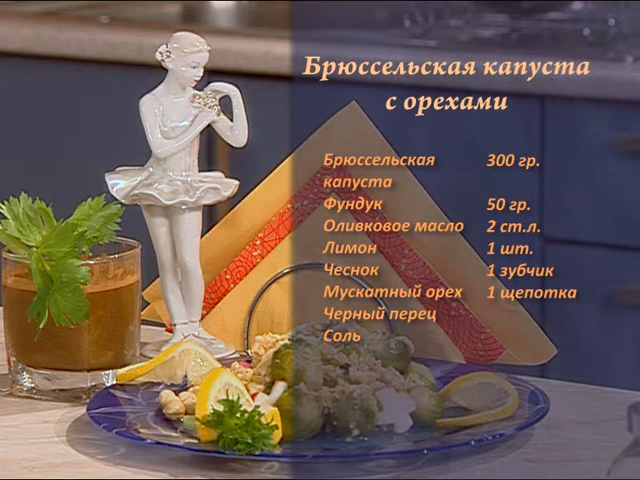 Брюссельская капуста
с орехами
Брюссельская 300 гр.
капуста
Фундук 50 гр.
Оливковое масло 2 ст.л.
Лимон 1 шт.
Чеснок 1 зубчик
Мускатный орех 1 щепотка
Черный перец
Соль